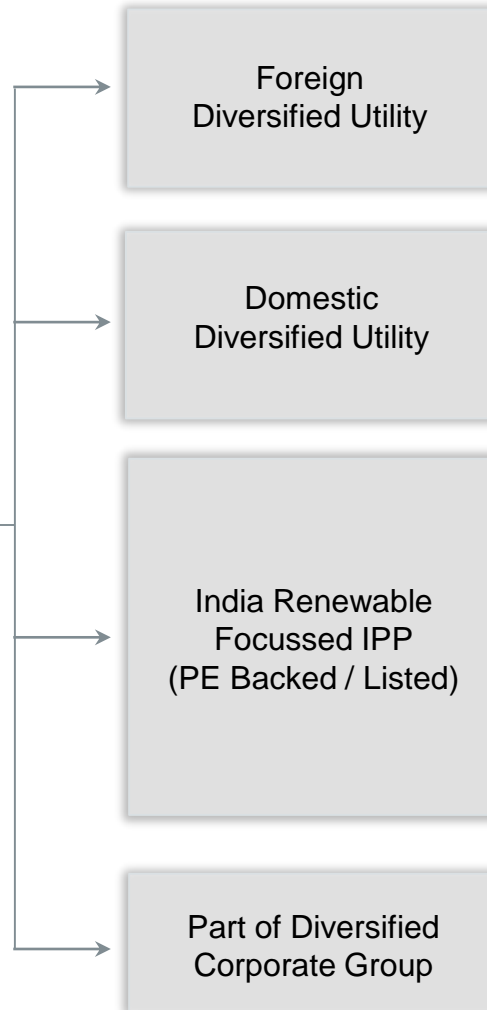 Foreign
Diversified Utility
Domestic
Diversified Utility
India Renewable
Focussed IPP
(PE Backed / Listed)
Part of Diversified
Corporate Group